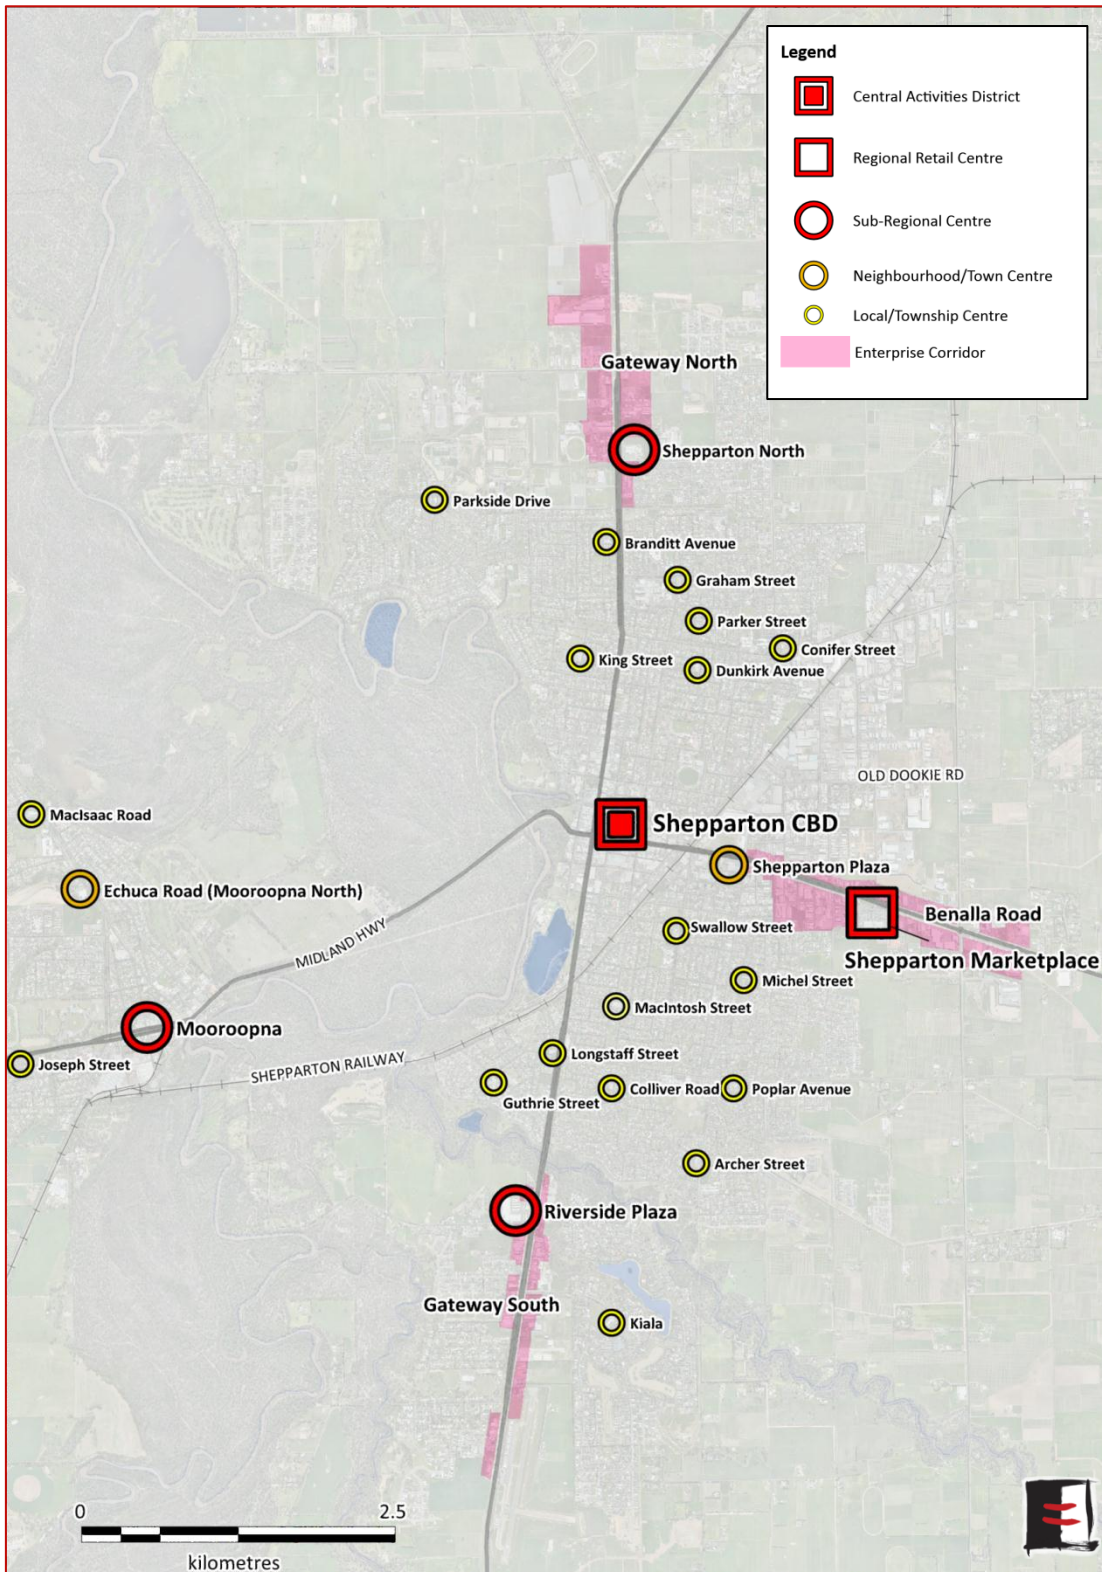 Legend
Central Activities District
Regional Retail Centre
Sub-Regional Centre
Neighbourhood/Town Centre
Local/Township Centre
Enterprise Corridor
Gateway North
Shepparton North
Parkside Drive
Branditt Avenue
Graham Street
Parker Street
Conifer Street
King Street
Dunkirk Avenue
OLD DOOKIE RD
MacIsaac Road
Shepparton CBD
Shepparton Plaza
Echuca Road (Mooroopna North)
Benalla Road
Swallow Street
MIDLAND HWY
Shepparton Marketplace
Michel Street
MacIntosh Street
Mooroopna
Longstaff Street
Joseph Street
SHEPPARTON RAILWAY
Colliver Road
Poplar Avenue
Guthrie Street
Archer Street
Riverside Plaza
Gateway South
Kiala
0 2.5
kilometres